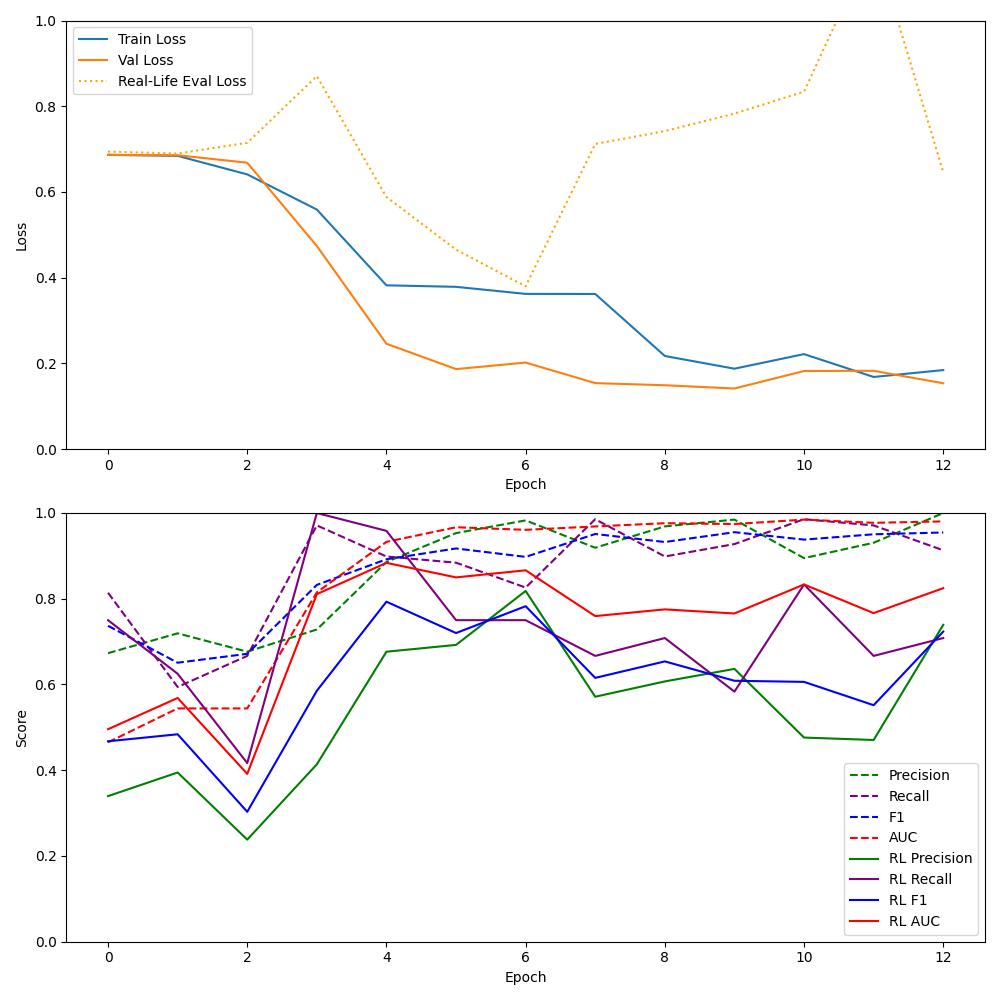 1.0
0.8
0.6
0.4
0.2
0.0
Loss
Train Loss
Val Loss
Real-Life Eval Loss
0 2 4 6 8 10 12
Epoch
1.0
0.8
0.6
0.4
0.2
0.0
Score
Precision
Recall
F1
AUC
RL Precision
RL Recall
RL F1
RL AUC
0 2 4 6 8 10 12
Epoch